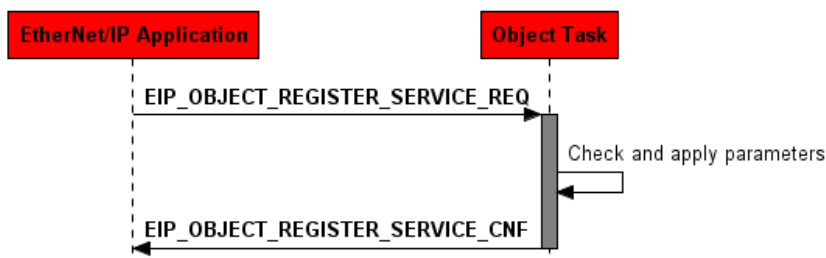 EtherNet/IP Application
Object Task
EIP_OBJECT_REGISTER_SERVICE_REQ
Check and apply parameters
EIP_OBJECT_REGISTER_SERVICE_CNF